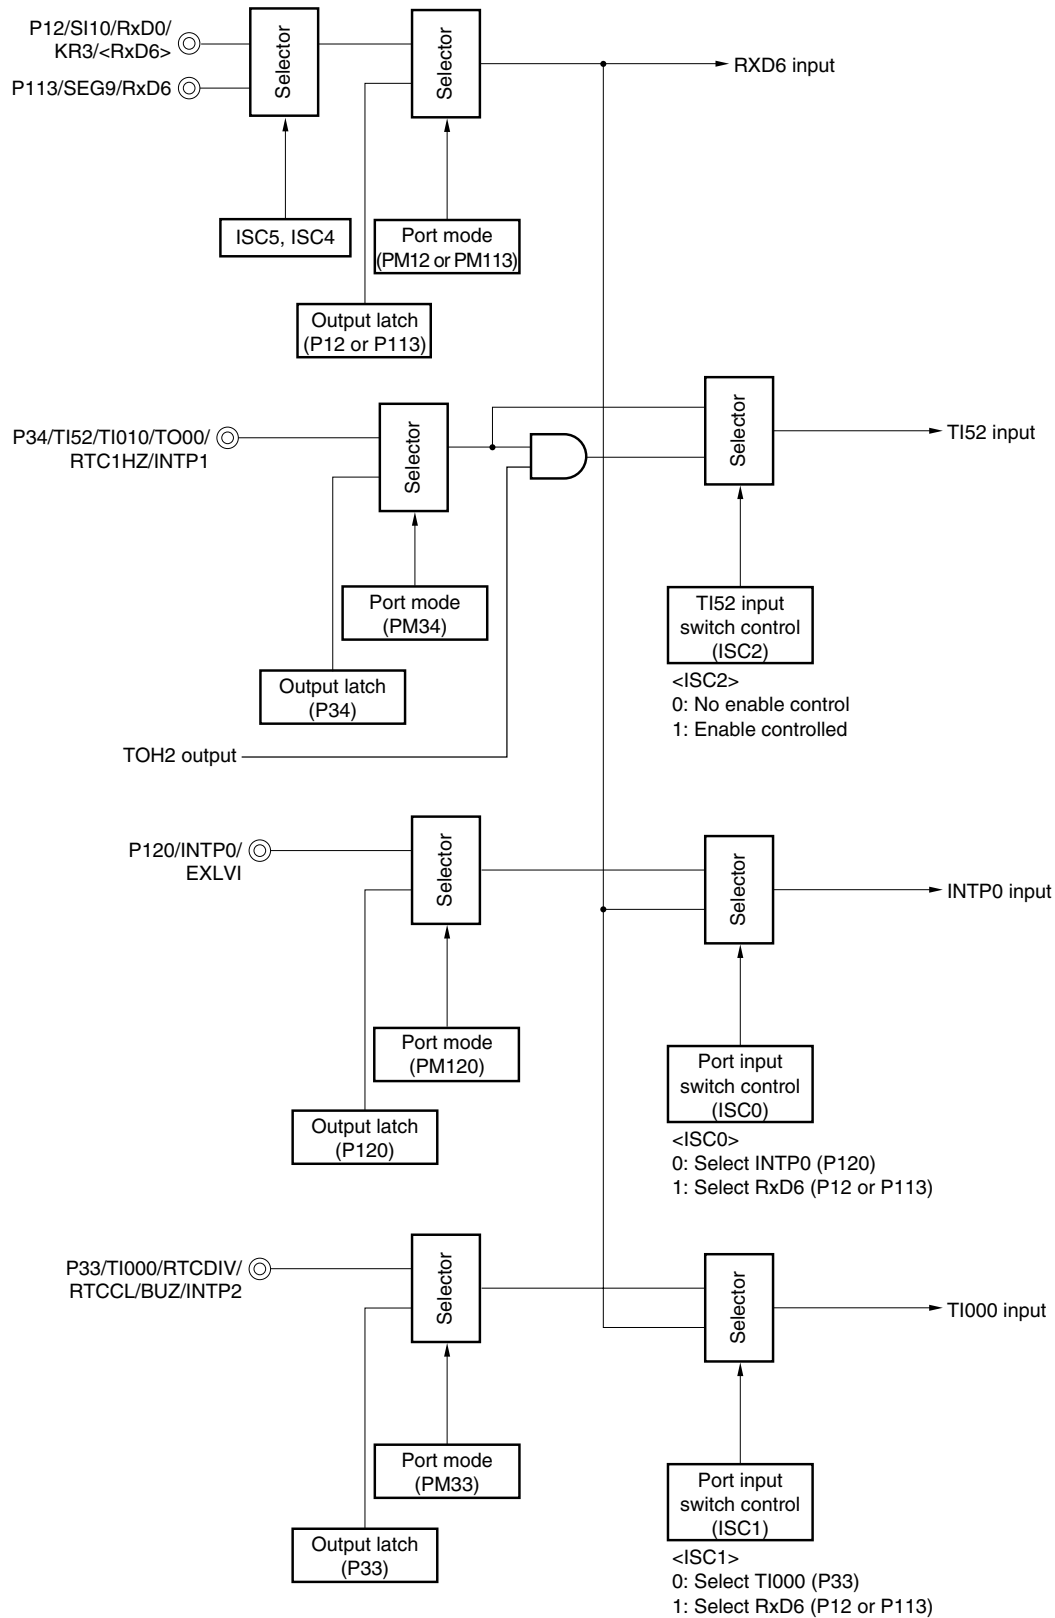 P12/SI10/RxD0/
KR3/<RxD6>
P113/SEG9/RxD6
Selector
Selector
RXD6 input
ISC5, ISC4
Port mode
(PM12 or PM113)
Output latch
(P12 or P113)
P34/TI52/TI010/TO00/
RTC1HZ/INTP1
Selector
Selector
TI52 input
Port mode
(PM34)
Output latch
(P34)
TI52 input
switch control
(ISC2)
<ISC2>
0: No enable control
1: Enable controlled
TOH2 output
P120/INTP0/
EXLVI
Selector
Selector
INTP0 input
Port mode
(PM120)
Output latch
(P120)
Port input
switch control
(ISC0)
<ISC0>
0: Select INTP0 (P120)
1: Select RxD6 (P12 or P113)
P33/TI000/RTCDIV/
RTCCL/BUZ/INTP2
Selector
Selector
TI000 input
Port mode
(PM33)
Output latch
(P33)
Port input
switch control
(ISC1)
<ISC1>
0: Select TI000 (P33)
1: Select RxD6 (P12 or P113)